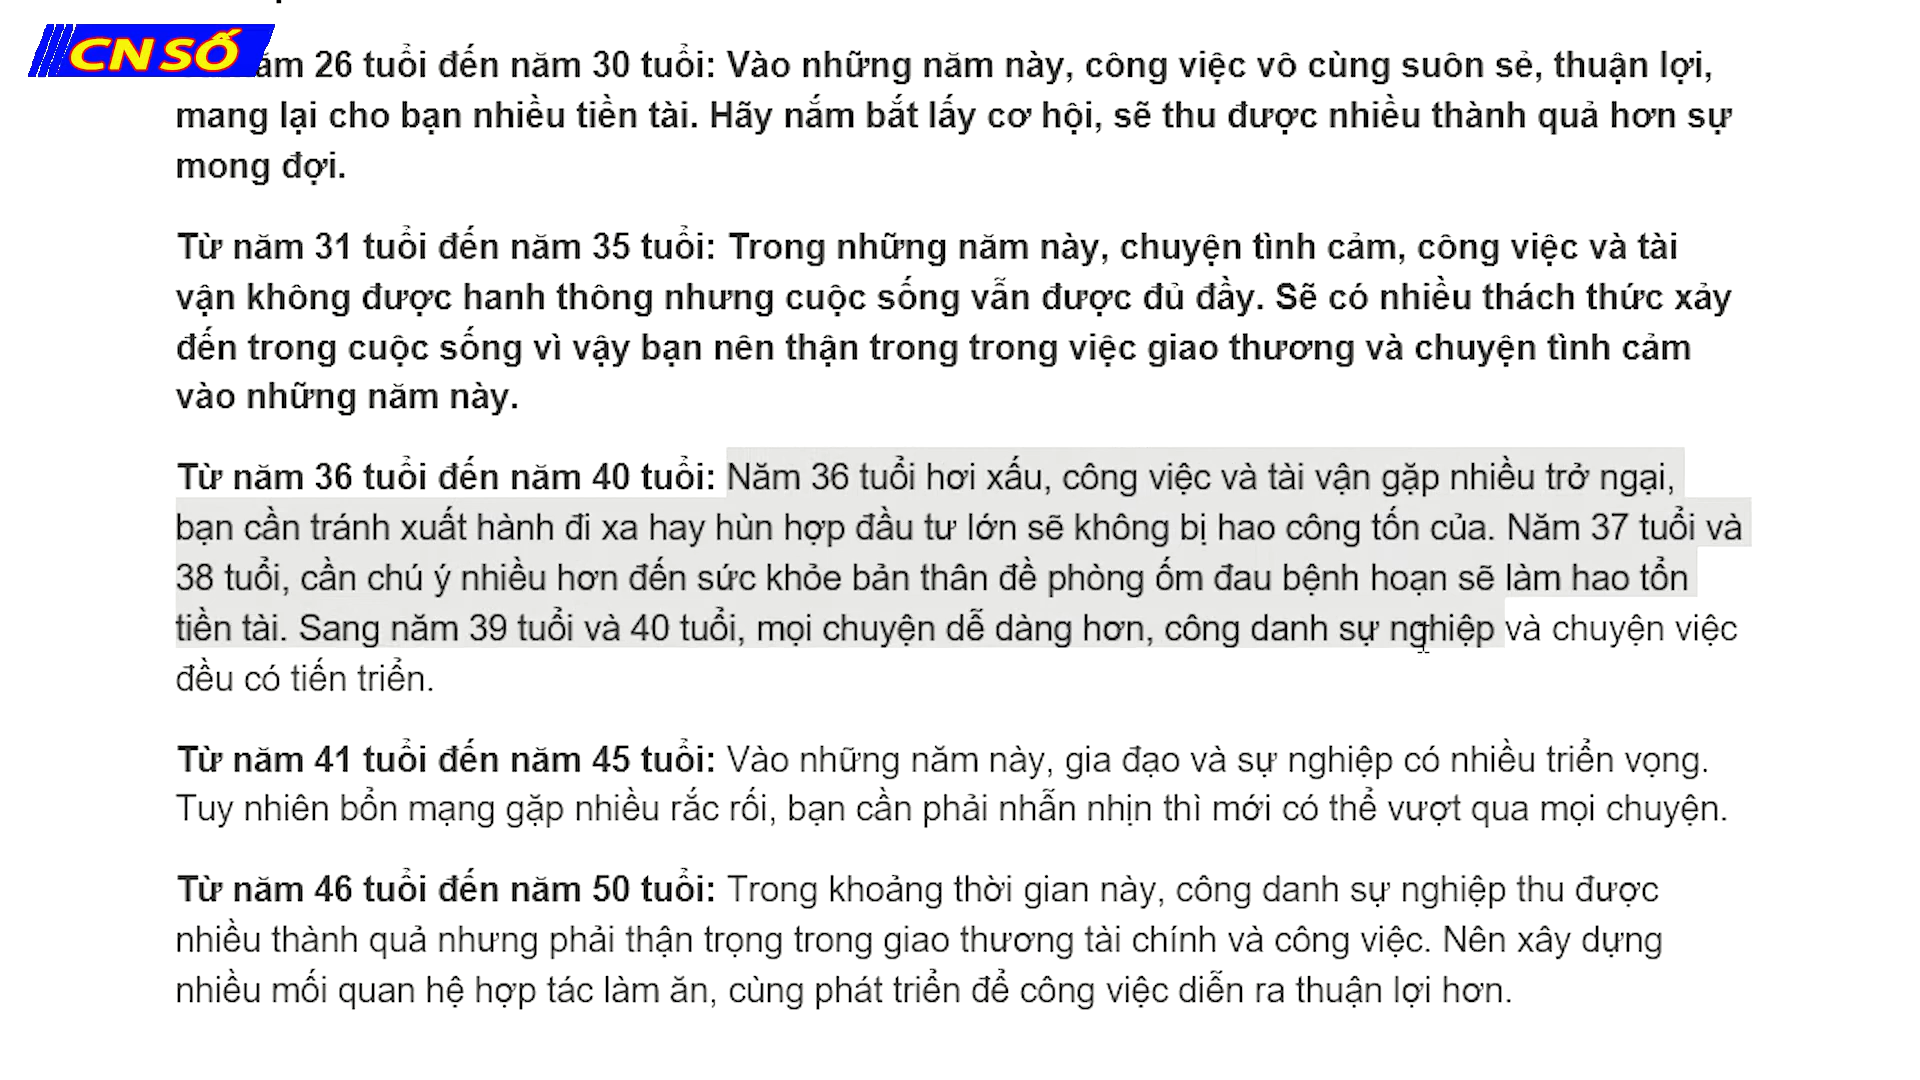 CN SỐ
ăm 26 tuổi đến năm 30 tuổi: Vào những năm này, công việc vô cùng suôn sẻ, thuận lợi,
mang lại cho bạn nhiều tiền tài. Hãy nắm bắt lấy cơ hội, sẽ thu được nhiều thành quả hơn sự
mong đợi.
Từ năm 31 tuổi đến năm 35 tuổi: Trong những năm này, chuyện tình cảm, công việc và tài
vận không được hanh thông nhưng cuộc sống vẫn được đủ đầy. Sẽ có nhiều thách thức xảy
đến trong cuộc sống vì vậy bạn nên thận trong trong việc giao thương và chuyện tình cảm
vào những năm này.
Từ năm 36 tuổi đến năm 40 tuổi: Năm 36 tuổi hơi xấu, công việc và tài vận gặp nhiều trở ngại,
bạn cần tránh xuất hành đi xa hay hùn hợp đầu tư lớn sẽ không bị hao công tốn của. Năm 37 tuổi và
38 tuổi, cần chú ý nhiều hơn đến sức khỏe bản thân đề phòng ốm đau bệnh hoạn sẽ làm hao tổn
tiền tài. Sang năm 39 tuổi và 40 tuổi, mọi chuyện dễ dàng hơn, công danh sự nghiệp và chuyện việc
đều có tiến triển.
Từ năm 41 tuổi đến năm 45 tuổi: Vào những năm này, gia đạo và sự nghiệp có nhiều triển vọng.
Tuy nhiên bổn mạng gặp nhiều rắc rối, bạn cần phải nhẫn nhịn thì mới có thể vượt qua mọi chuyện.
Từ năm 46 tuổi đến năm 50 tuổi: Trong khoảng thời gian này, công danh sự nghiệp thu được
nhiều thành quả nhưng phải thận trọng trong giao thương tài chính và công việc. Nên xây dựng
nhiều mối quan hệ hợp tác làm ăn, cùng phát triển để công việc diễn ra thuận lợi hơn.